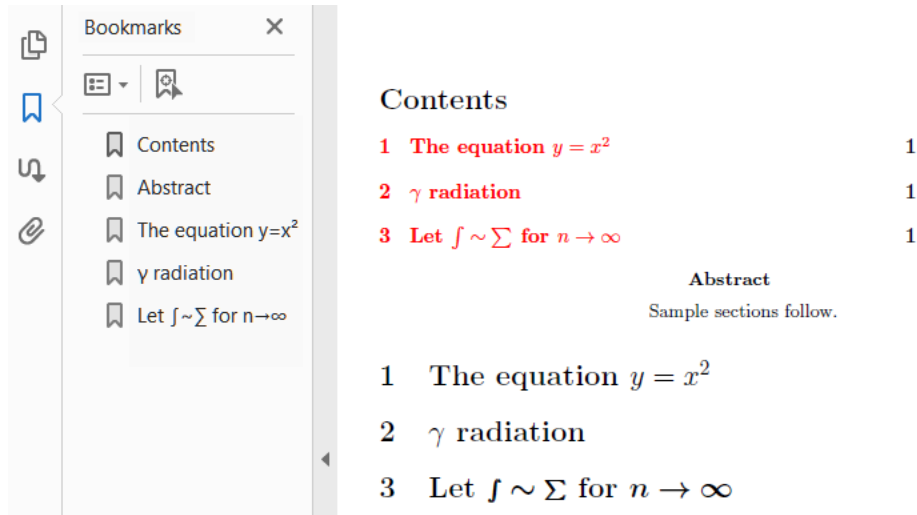 Bookmarks
Contents
Abstract
The equation y=x²
γ radiation
Let ∫~∑ for n→∞
Contents
1 The equation y = x² 1
2 γ radiation 1
3 Let ∫ ∼ ∑ for n → ∞ 1
Abstract
Sample sections follow.
1 The equation y = x²
2 γ radiation
3 Let ∫ ∼ ∑ for n → ∞